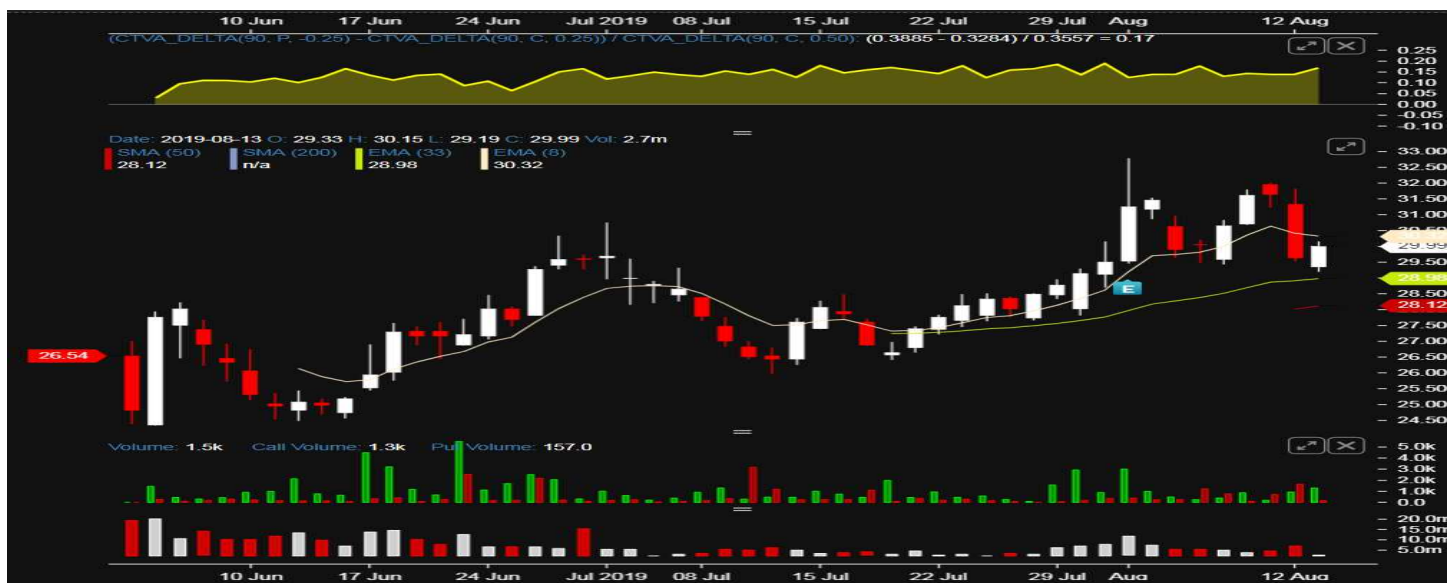 10 Jun 17 Jun 24 Jun Jul 2019 08 Jul 15 Jul 22 Jul 29 Jul Aug 12 Aug
(CTVA_DELTA(90, P, -0.25) - CTVA_DELTA(90, C, 0.25)) / CTVA_DELTA(90, C, 0.50): (0.3885 - 0.3284) / 0.3557 = 0.17
0.25
0.20
0.15
0.10
0.05
0.00
-0.05
-0.10
Date: 2019-08-13 O: 29.33 H: 30.15 L: 29.19 C: 29.99 Vol: 2.7m
SMA (50) SMA (200) EMA (33) EMA (8)
28.12 n/a 28.98 30.32
33.00
32.50
32.00
31.50
31.00
30.50
29.99
29.50
28.98
28.50
28.12
27.50
27.00
26.54
26.50
26.00
25.50
25.00
24.50
E
Volume: 1.5k Call Volume: 1.3k Put Volume: 157.0
5.0k
4.0k
3.0k
2.0k
1.0k
0.0
20.0m
15.0m
10.0m
5.0m
10 Jun 17 Jun 24 Jun Jul 2019 08 Jul 15 Jul 22 Jul 29 Jul Aug 12 Aug